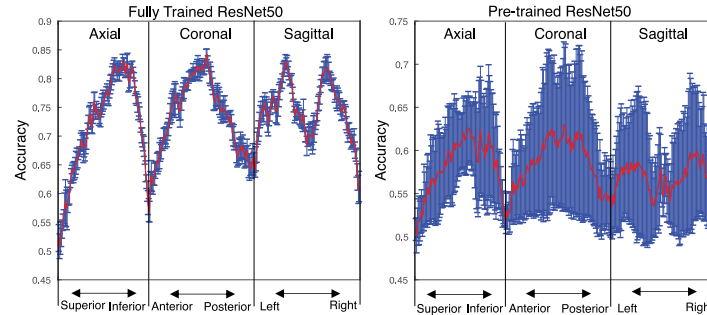 Fully Trained ResNet50
Axial Coronal Sagittal
Accuracy
0.9
0.85
0.8
0.75
0.7
0.65
0.6
0.55
0.5
0.45
Superior Inferior Anterior Posterior Left Right
Pre-trained ResNet50
Axial Coronal Sagittal
Accuracy
0.75
0.7
0.65
0.6
0.55
0.5
0.45
Superior Inferior Anterior Posterior Left Righ